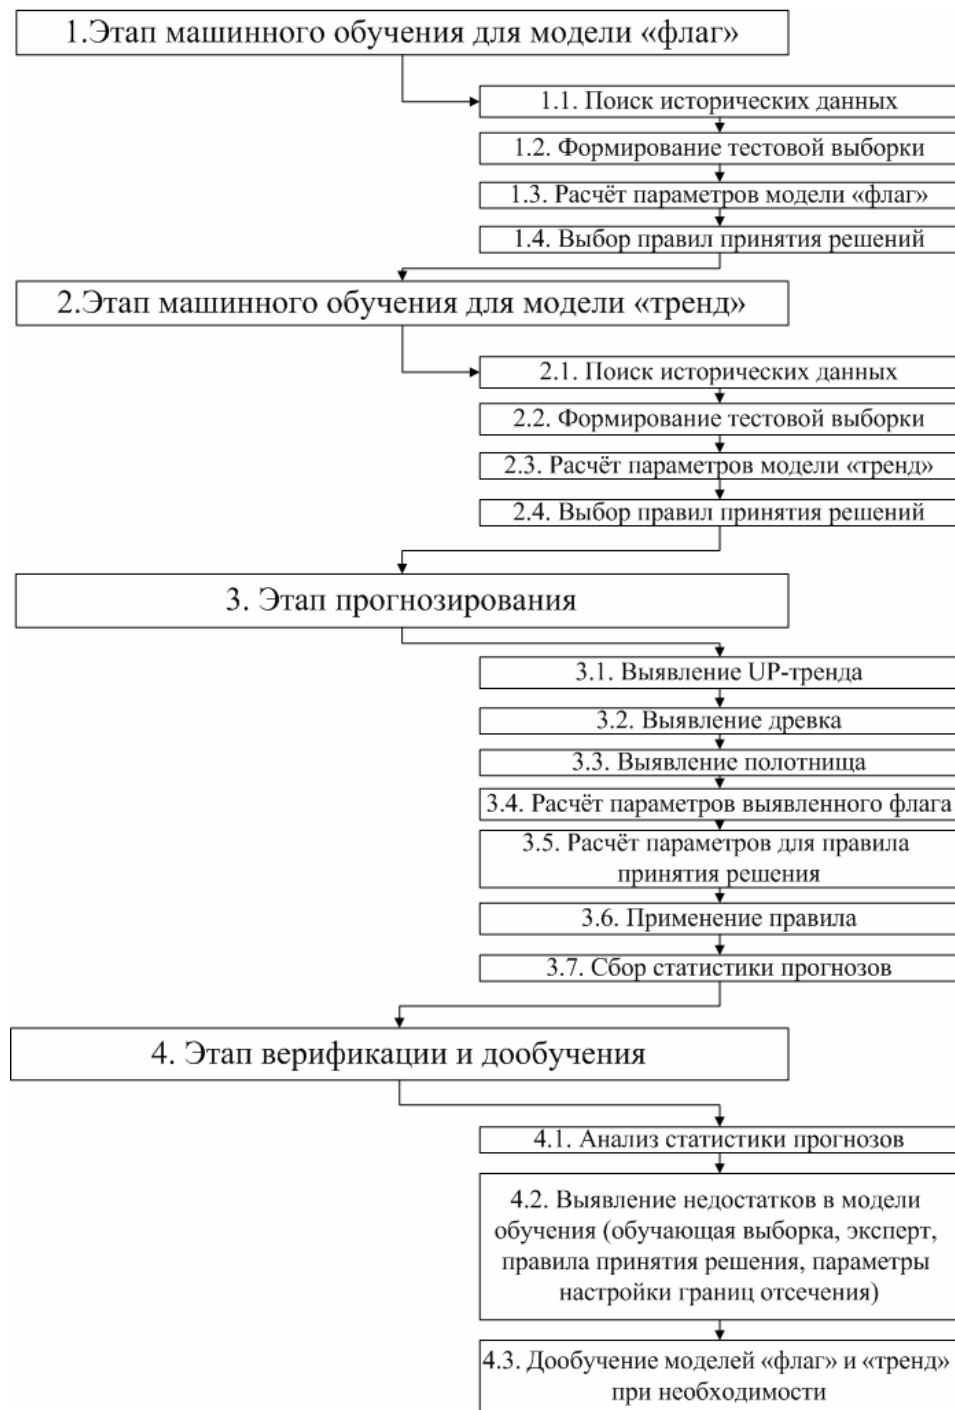 1.Этап машинного обучения для модели «флаг»
1.1. Поиск исторических данных
1.2. Формирование тестовой выборки
1.3. Расчёт параметров модели «флаг»
1.4. Выбор правил принятия решений
2.Этап машинного обучения для модели «тренд»
2.1. Поиск исторических данных
2.2. Формирование тестовой выборки
2.3. Расчёт параметров модели «тренд»
2.4. Выбор правил принятия решений
3. Этап прогнозирования
3.1. Выявление UP-тренда
3.2. Выявление древка
3.3. Выявление полотнища
3.4. Расчёт параметров выявленного флага
3.5. Расчёт параметров для правила
принятия решения
3.6. Применение правила
3.7. Сбор статистики прогнозов
4. Этап верификации и дообучения
4.1. Анализ статистики прогнозов
4.2. Выявление недостатков в модели
обучения (обучающая выборка, эксперт,
правила принятия решения, параметры
настройки границ отсечения)
4.3. Дообучение моделей «флаг» и «тренд»
при необходимости